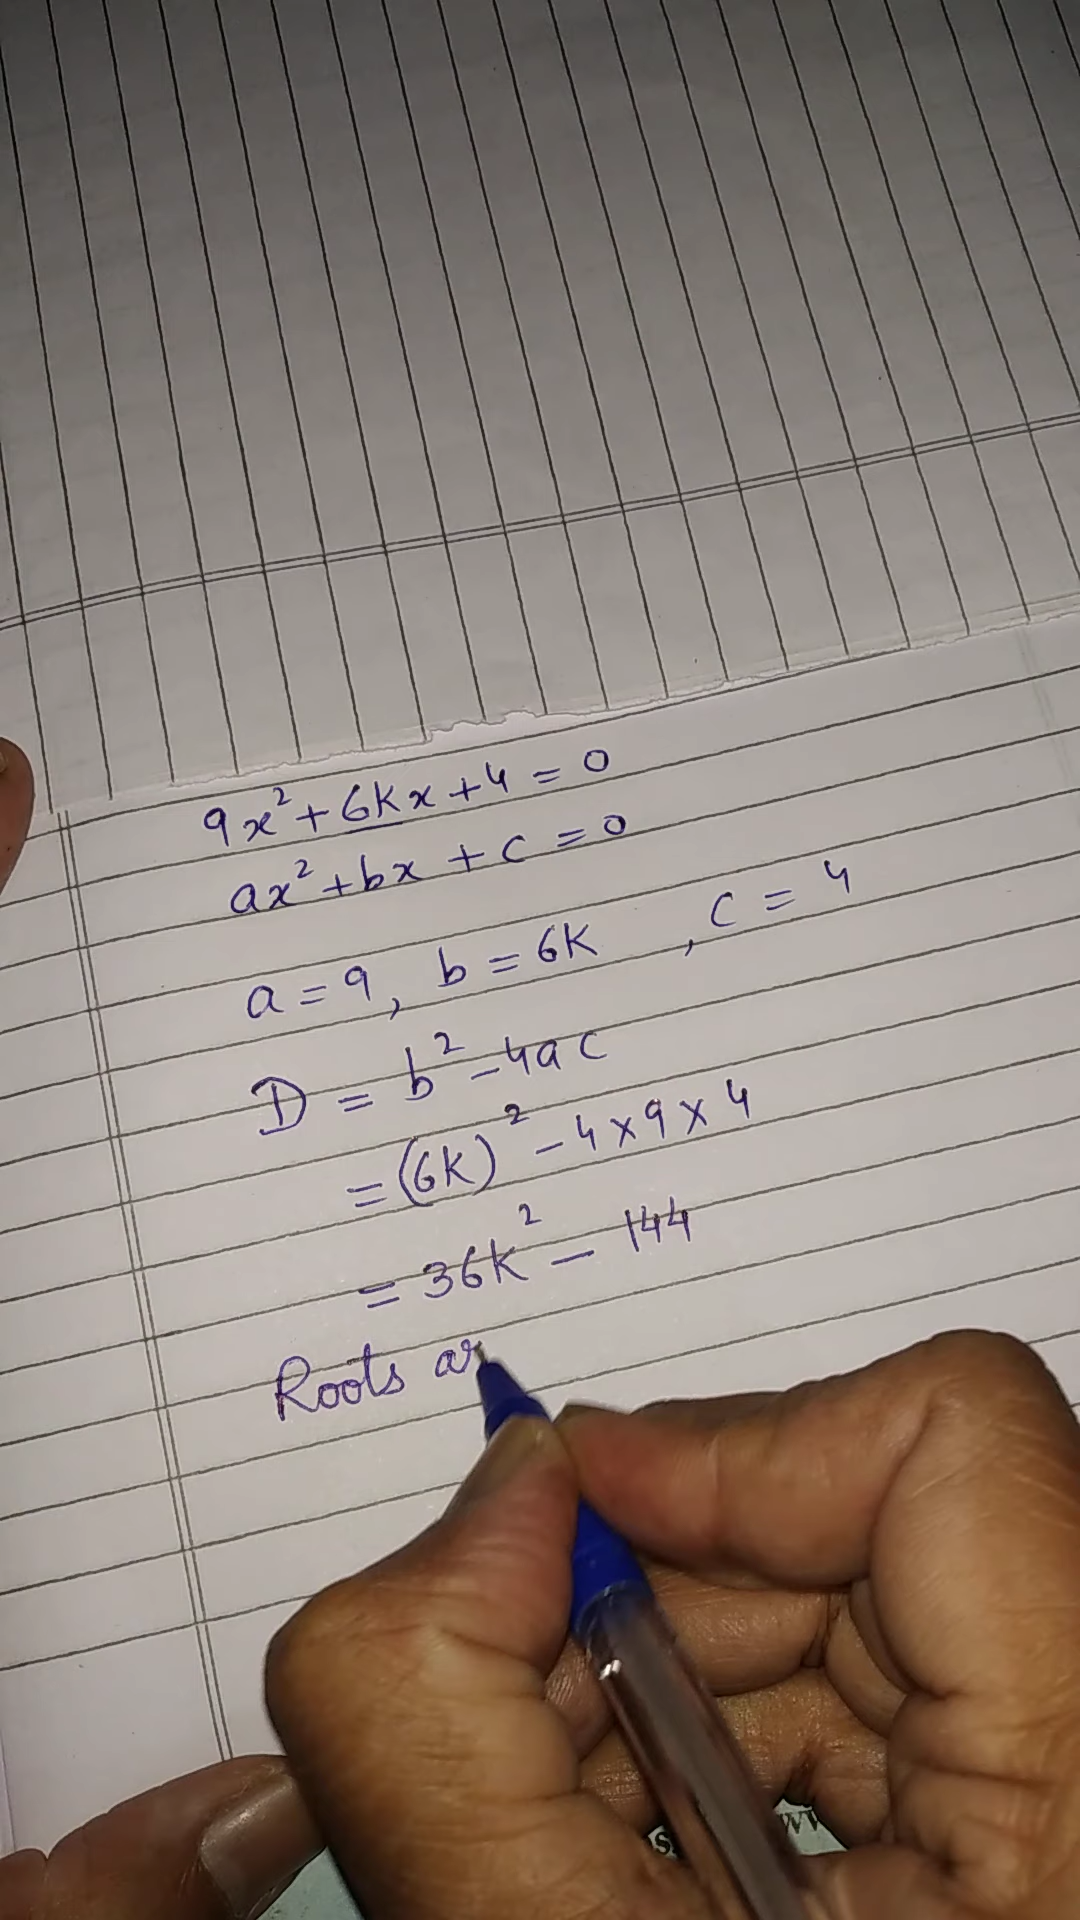 9x² + 6kx + 4 = 0
ax² + bx + c = 0
a = 9, b = 6k , c = 4
D = b² - 4ac
= (6k)² - 4 × 9 × 4
= 36k² - 144
Roots ar